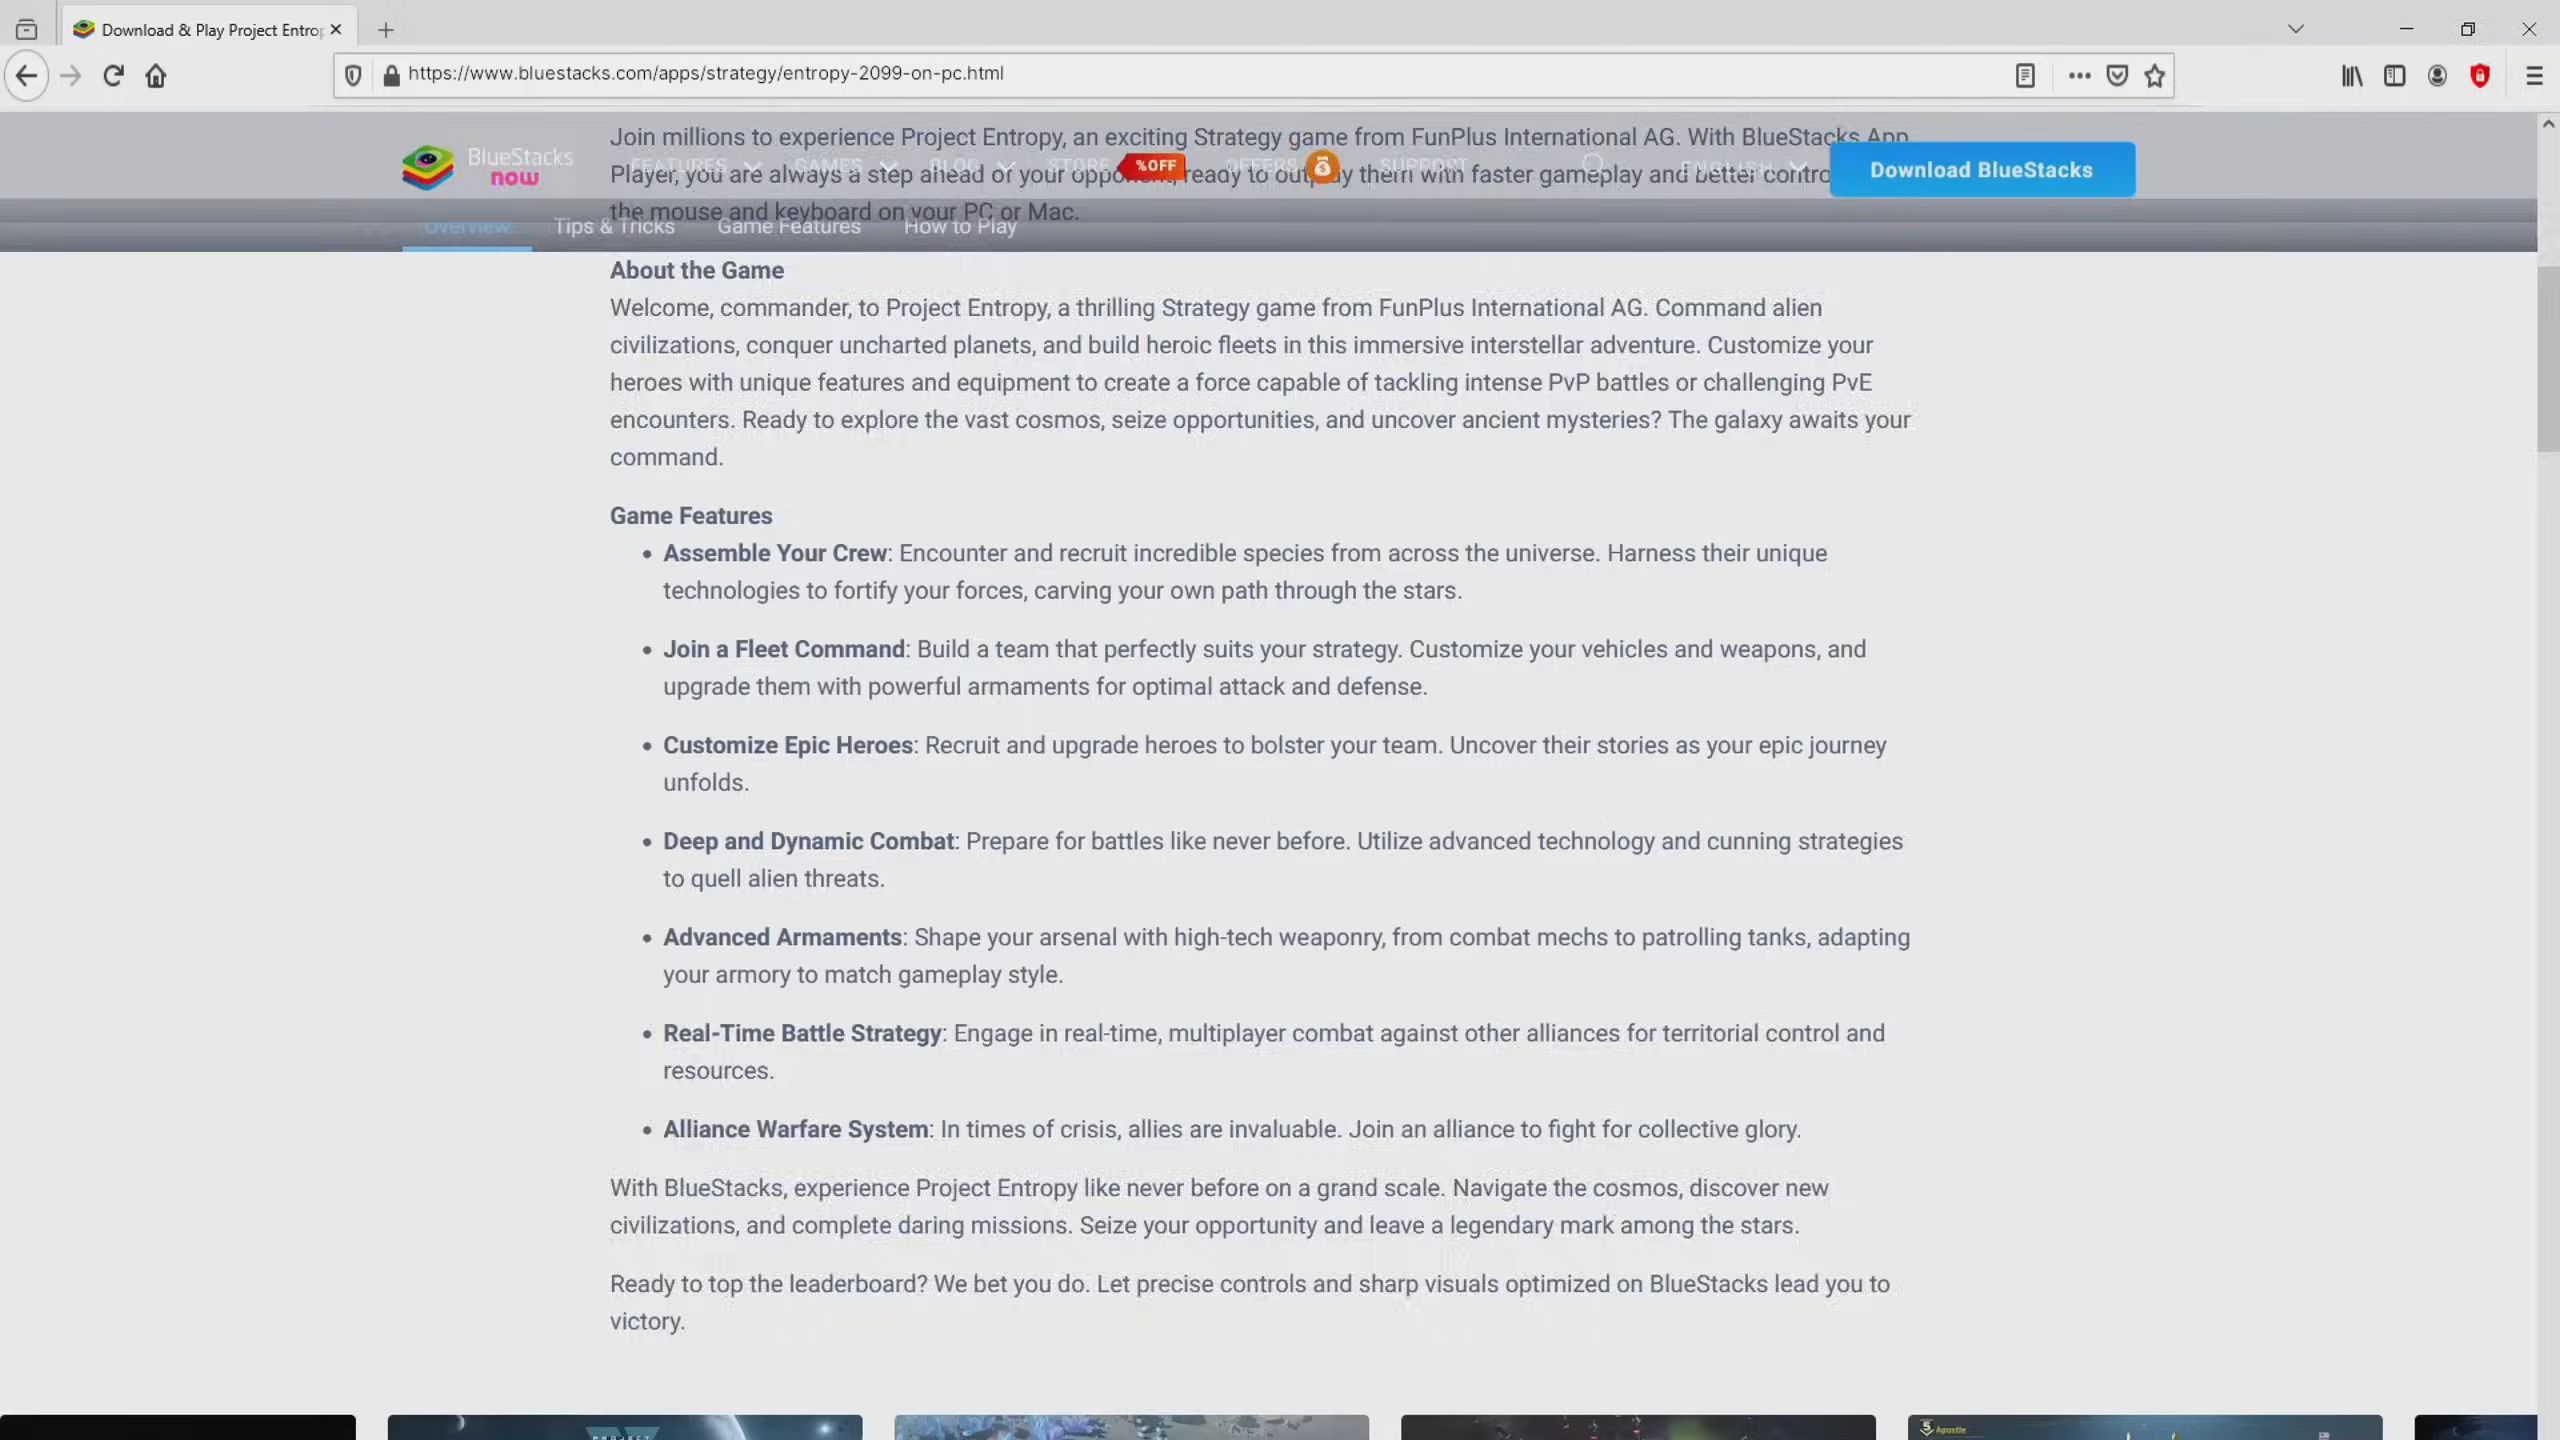 Download & Play Project Entrop
https://www.bluestacks.com/apps/strategy/entropy-2099-on-pc.html
Join millions to experience Project Entropy, an exciting Strategy game from FunPlus International AG. With BlueStacks App
BlueStacks
now
FEATURES
GAMES
BLOG
STORE
%OFF
OFFERS
SUPPORT
ENGLISH
Download BlueStacks
Player, you are always a step ahead of your opponent, ready to outplay them with faster gameplay and better contro
the mouse and keyboard on your PC or Mac.
Overview
Tips & Tricks
Game Features
How to Play
About the Game
Welcome, commander, to Project Entropy, a thrilling Strategy game from FunPlus International AG. Command alien
civilizations, conquer uncharted planets, and build heroic fleets in this immersive interstellar adventure. Customize your
heroes with unique features and equipment to create a force capable of tackling intense PvP battles or challenging PvE
encounters. Ready to explore the vast cosmos, seize opportunities, and uncover ancient mysteries? The galaxy awaits your
command.
Game Features
• Assemble Your Crew: Encounter and recruit incredible species from across the universe. Harness their unique
technologies to fortify your forces, carving your own path through the stars.
• Join a Fleet Command: Build a team that perfectly suits your strategy. Customize your vehicles and weapons, and
upgrade them with powerful armaments for optimal attack and defense.
• Customize Epic Heroes: Recruit and upgrade heroes to bolster your team. Uncover their stories as your epic journey
unfolds.
• Deep and Dynamic Combat: Prepare for battles like never before. Utilize advanced technology and cunning strategies
to quell alien threats.
• Advanced Armaments: Shape your arsenal with high-tech weaponry, from combat mechs to patrolling tanks, adapting
your armory to match gameplay style.
• Real-Time Battle Strategy: Engage in real-time, multiplayer combat against other alliances for territorial control and
resources.
• Alliance Warfare System: In times of crisis, allies are invaluable. Join an alliance to fight for collective glory.
With BlueStacks, experience Project Entropy like never before on a grand scale. Navigate the cosmos, discover new
civilizations, and complete daring missions. Seize your opportunity and leave a legendary mark among the stars.
Ready to top the leaderboard? We bet you do. Let precise controls and sharp visuals optimized on BlueStacks lead you to
victory.
PROJECT
5 Apostle